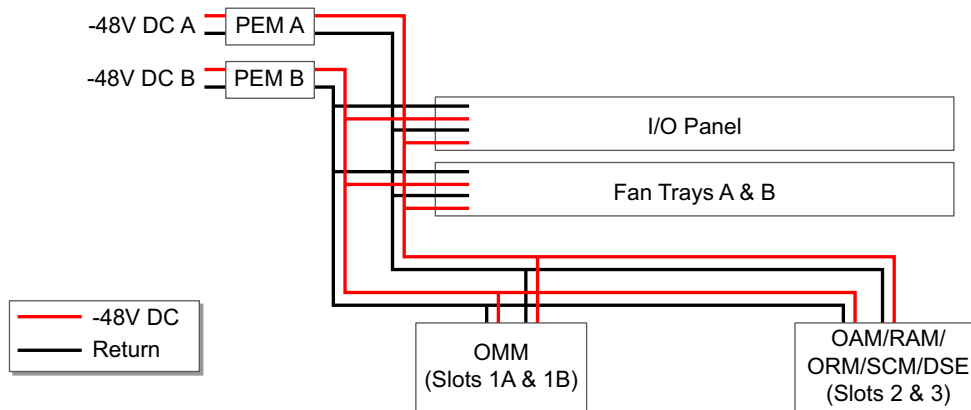 -48V DC A
PEM A
-48V DC B
PEM B
I/O Panel
Fan Trays A & B
-48V DC
Return
OMM
(Slots 1A & 1B)
OAM/RAM/
ORM/SCM/DSE
(Slots 2 & 3)